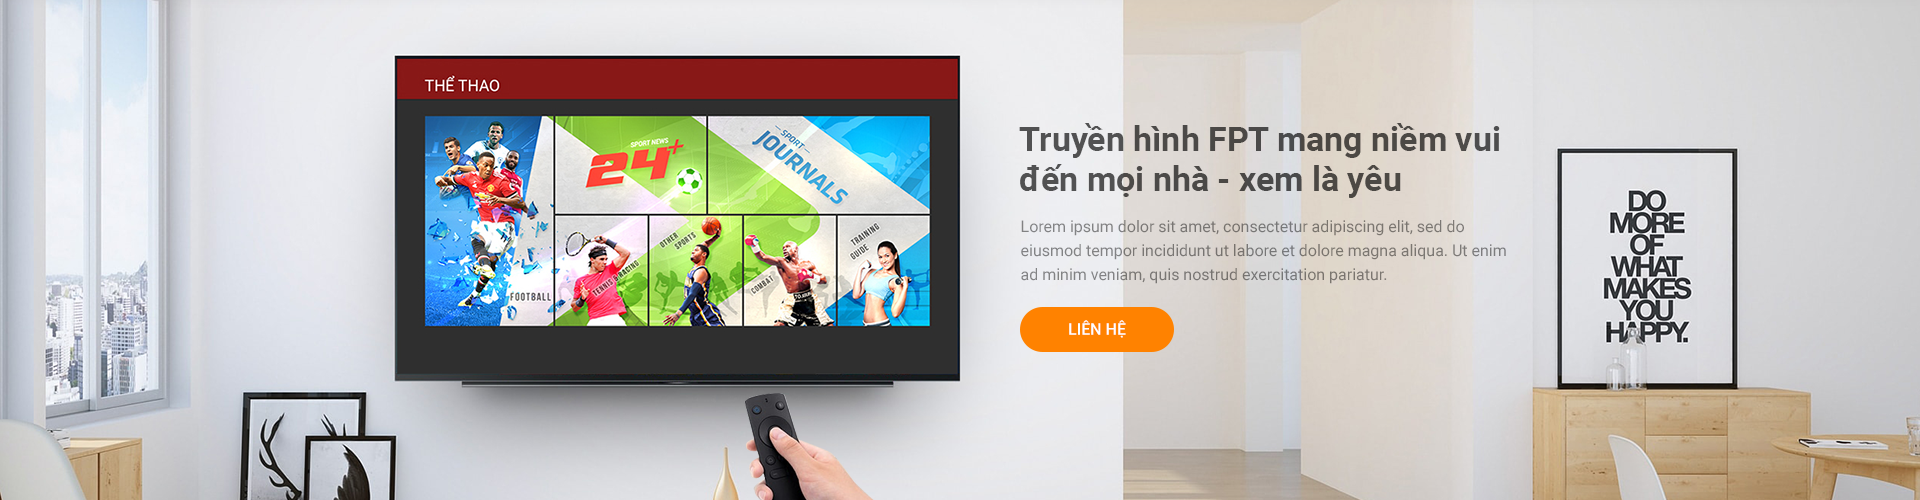 THỂ THAO
SPORT NEWS
24+
SPORT
JOURNALS
FOOTBALL
TENNIS
RACING
OTHER
SPORTS
COMBAT
TRAINING
GUIDE
Truyền hình FPT mang niềm vui
đến mọi nhà - xem là yêu
Lorem ipsum dolor sit amet, consectetur adipiscing elit, sed do
eiusmod tempor incididunt ut labore et dolore magna aliqua. Ut enim
ad minim veniam, quis nostrud exercitation pariatur.
LIÊN HỆ
DO
MORE
OF
WHAT
MAKES
YOU
HAPPY.